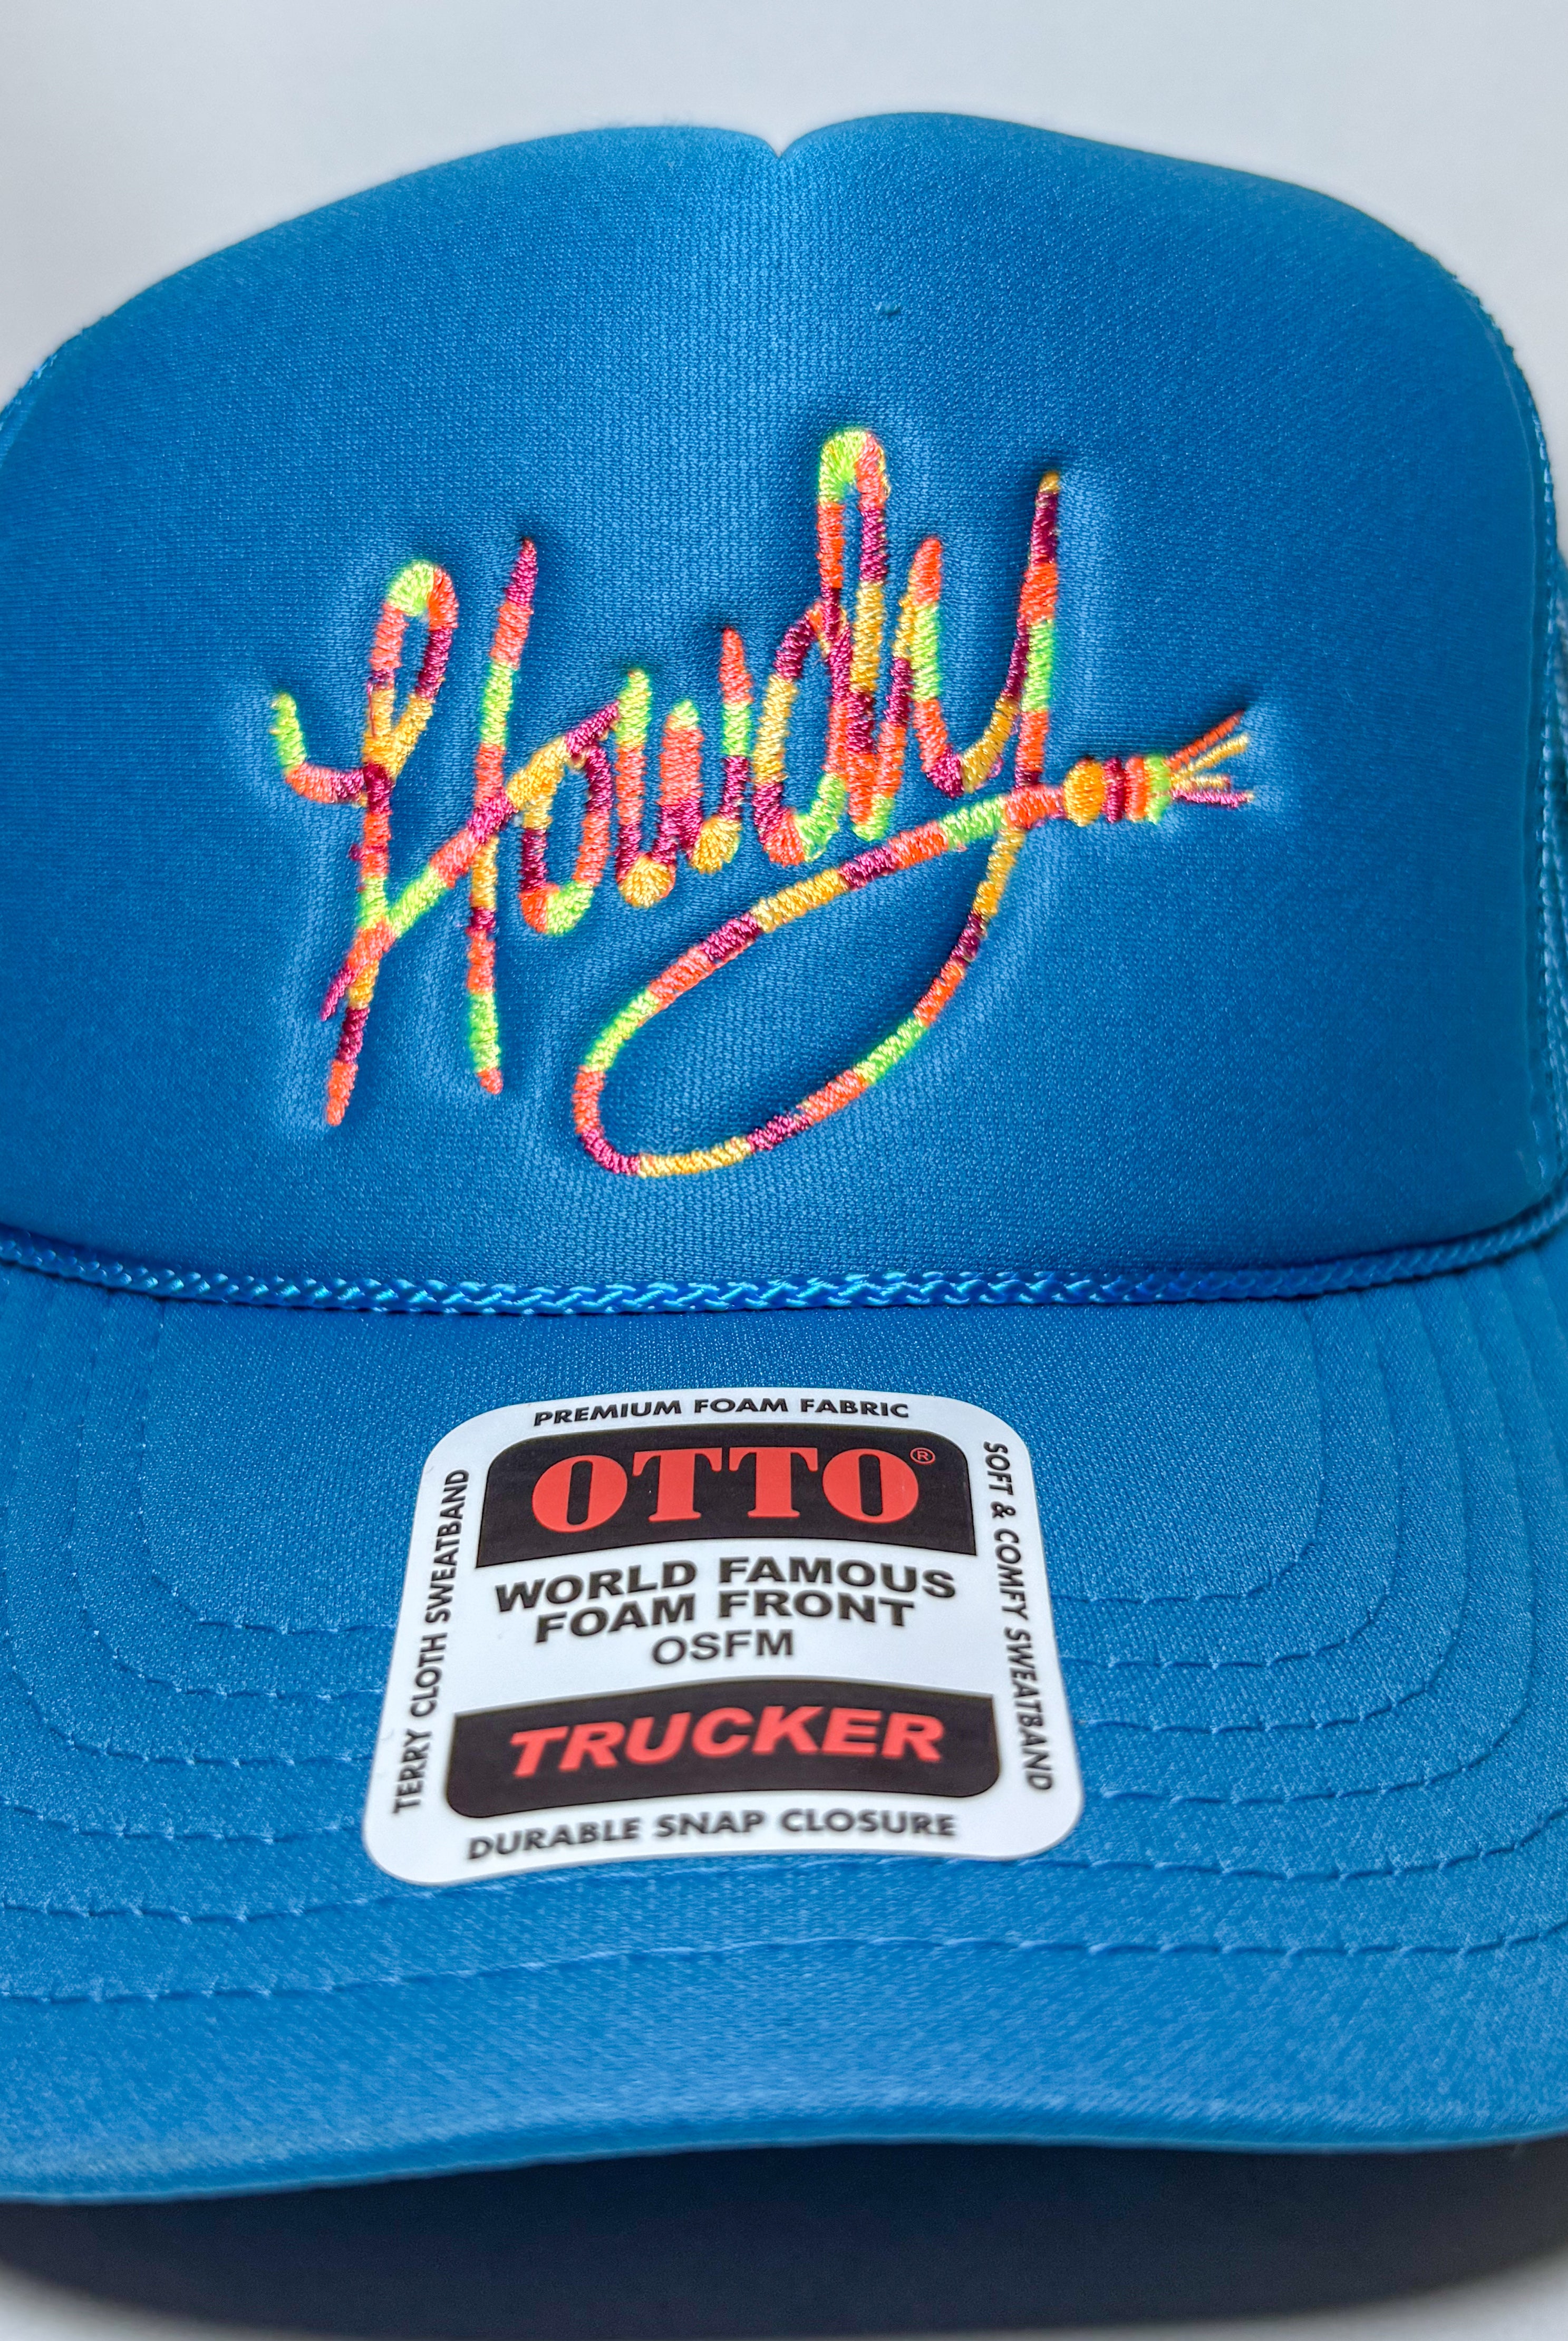 Howdy
PREMIUM FOAM FABRIC
OTTO®
WORLD FAMOUS
FOAM FRONT
OSFM
TRUCKER
DURABLE SNAP CLOSURE
TERRY CLOTH SWEATBAND
SOFT & COMFY SWEATBAND